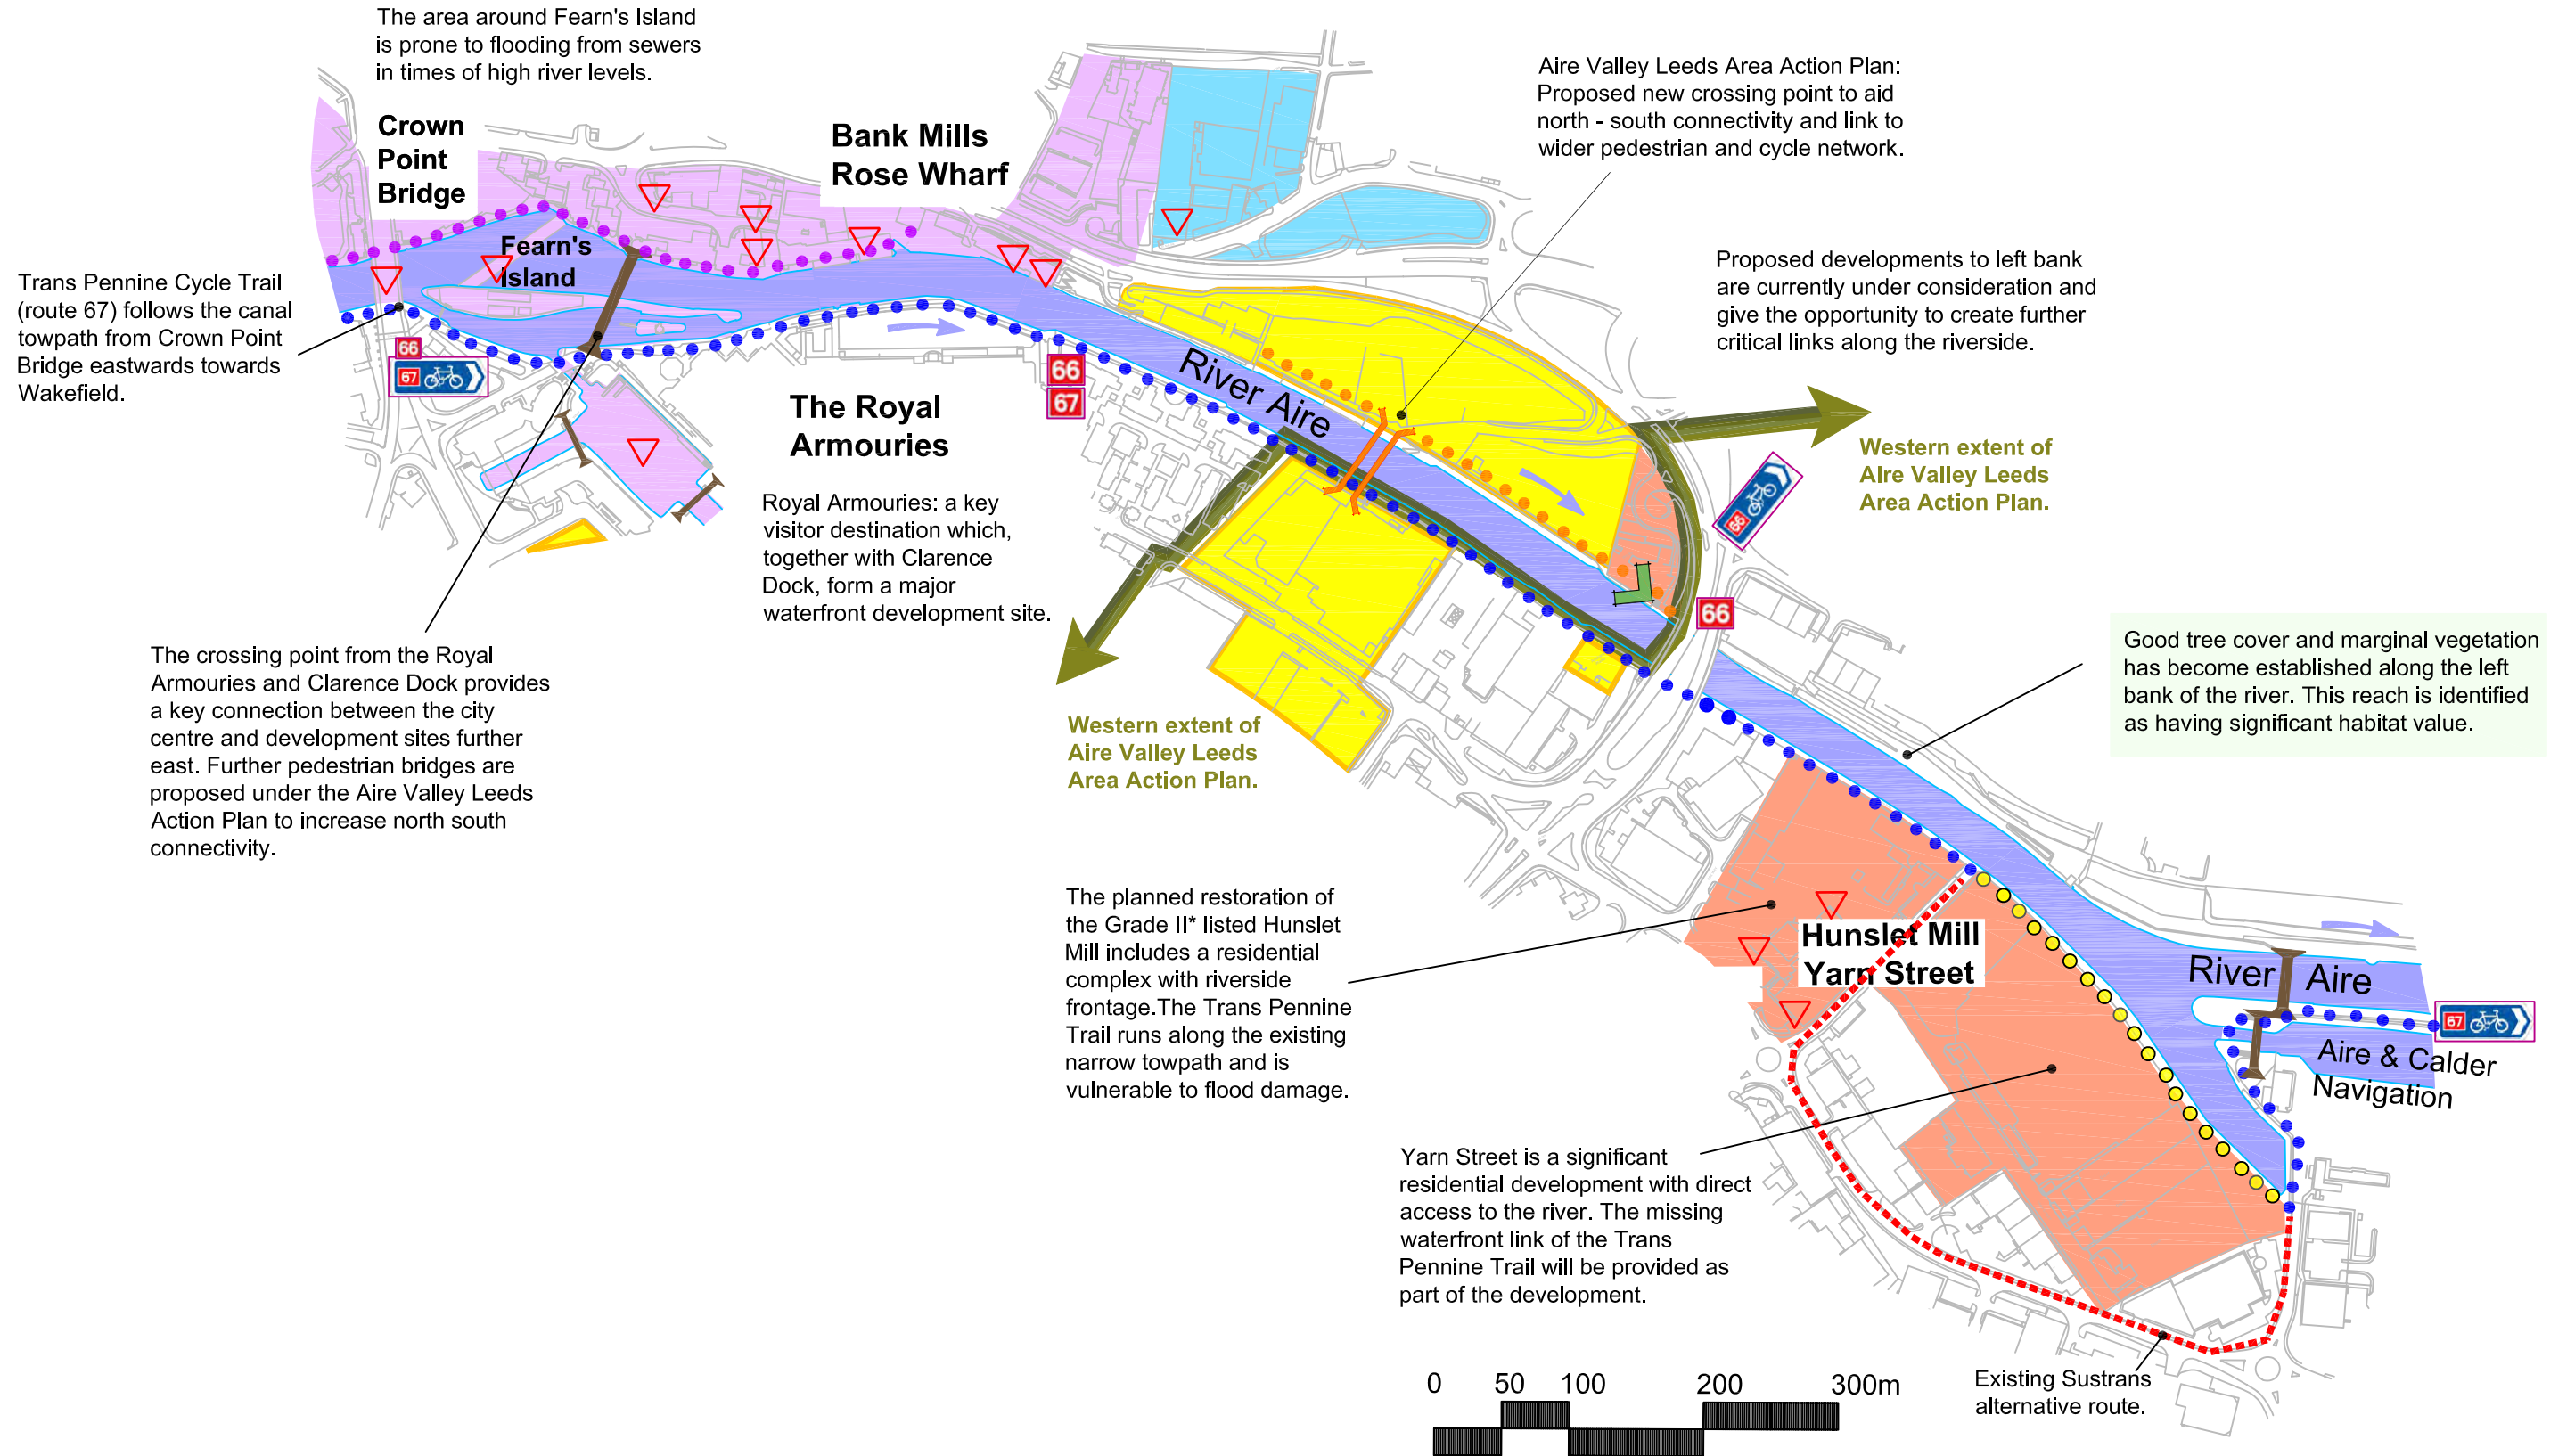 The area around Fearn's Island
is prone to flooding from sewers
in times of high river levels.
Crown
Point
Bridge
Bank Mills
Rose Wharf
Aire Valley Leeds Area Action Plan:
Proposed new crossing point to aid
north - south connectivity and link to
wider pedestrian and cycle network.
Fearn's
Island
Trans Pennine Cycle Trail
(route 67) follows the canal
towpath from Crown Point
Bridge eastwards towards
Wakefield.
66
67
Proposed developments to left bank
are currently under consideration and
give the opportunity to create further
critical links along the riverside.
66
67
River Aire
The Royal
Armouries
Western extent of
Aire Valley Leeds
Area Action Plan.
66
Royal Armouries: a key
visitor destination which,
together with Clarence
Dock, form a major
waterfront development site.
66
The crossing point from the Royal
Armouries and Clarence Dock provides
a key connection between the city
centre and development sites further
east. Further pedestrian bridges are
proposed under the Aire Valley Leeds
Action Plan to increase north south
connectivity.
Good tree cover and marginal vegetation
has become established along the left
bank of the river. This reach is identified
as having significant habitat value.
Western extent of
Aire Valley Leeds
Area Action Plan.
The planned restoration of
the Grade II* listed Hunslet
Mill includes a residential
complex with riverside
frontage.The Trans Pennine
Trail runs along the existing
narrow towpath and is
vulnerable to flood damage.
Hunslet Mill
Yarn Street
River Aire
67
Aire & Calder
Navigation
Yarn Street is a significant
residential development with direct
access to the river. The missing
waterfront link of the Trans
Pennine Trail will be provided as
part of the development.
Existing Sustrans
alternative route.
0 50 100 200 300m